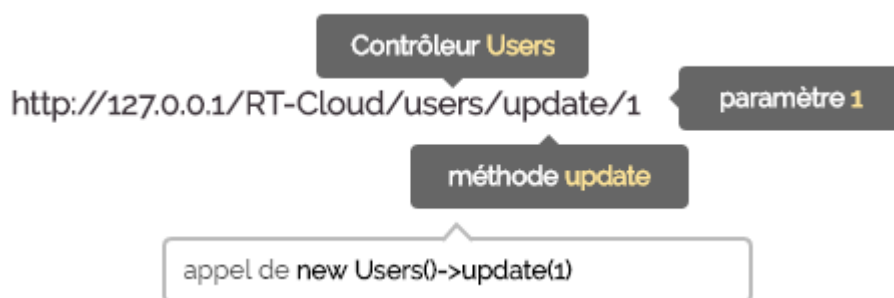 Contrôleur Users
http://127.0.0.1/RT-Cloud/users/update/1
paramètre 1
méthode update
appel de new Users()->update(1)